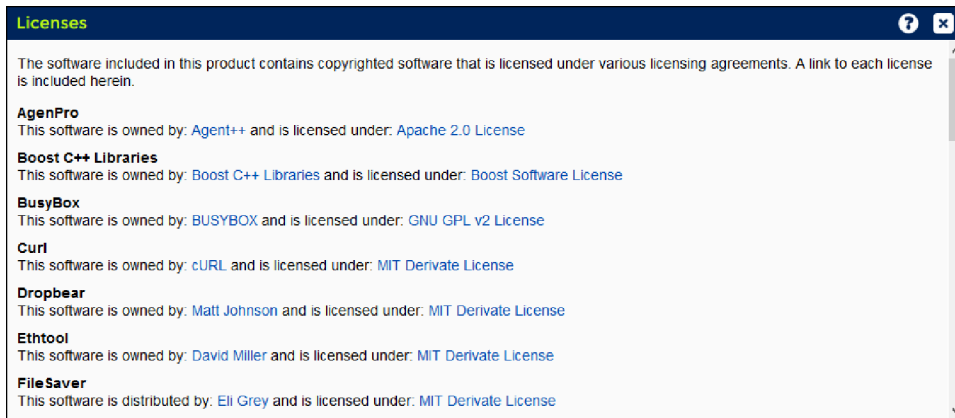 Licenses
The software included in this product contains copyrighted software that is licensed under various licensing agreements. A link to each license
is included herein.
AgenPro
This software is owned by: Agent++ and is licensed under: Apache 2.0 License
Boost C++ Libraries
This software is owned by: Boost C++ Libraries and is licensed under: Boost Software License
BusyBox
This software is owned by: BUSYBOX and is licensed under: GNU GPL v2 License
Curl
This software is owned by: cURL and is licensed under: MIT Derivate License
Dropbear
This software is owned by: Matt Johnson and is licensed under: MIT Derivate License
Ethtool
This software is owned by: David Miller and is licensed under: MIT Derivate License
FileSaver
This software is distributed by: Eli Grey and is licensed under: MIT Derivate License